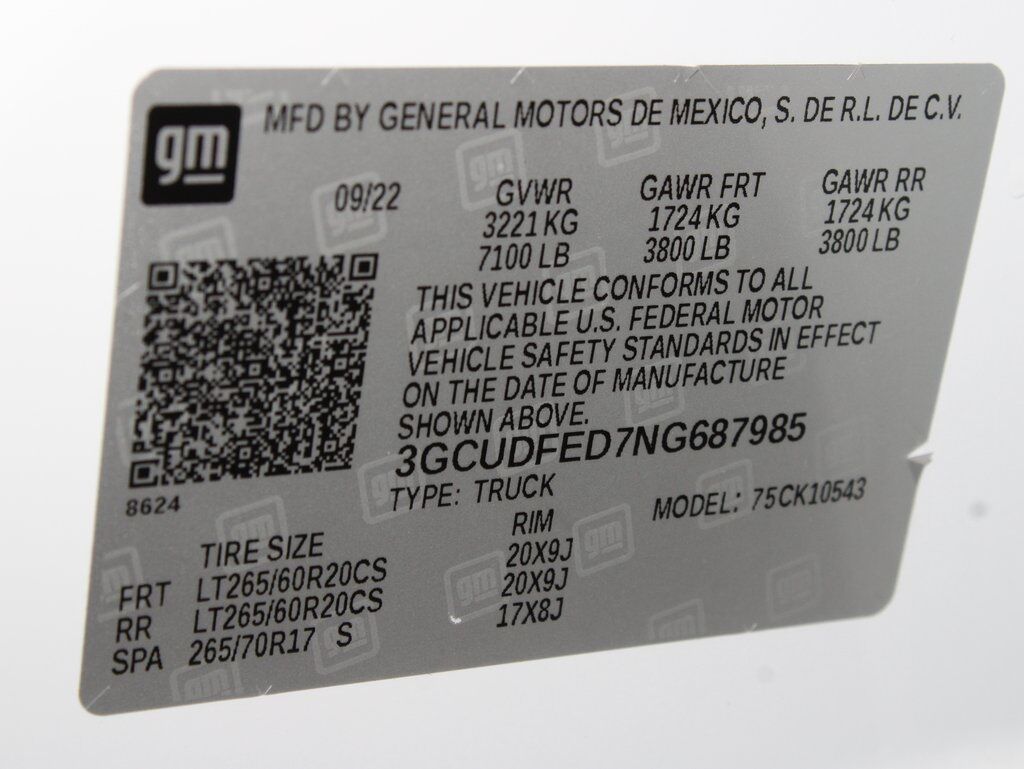 gm
MFD BY GENERAL MOTORS DE MEXICO, S. DE R.L. DE C.V.
09/22 GVWR GAWR FRT GAWR RR
3221 KG 1724 KG 1724 KG
7100 LB 3800 LB 3800 LB
THIS VEHICLE CONFORMS TO ALL
APPLICABLE U.S. FEDERAL MOTOR
VEHICLE SAFETY STANDARDS IN EFFECT
ON THE DATE OF MANUFACTURE
SHOWN ABOVE.
3GCUDFED7NG687985
8624 TYPE: TRUCK MODEL: 75CK10543
TIRE SIZE RIM
FRT LT265/60R20CS 20X9J
RR LT265/60R20CS 20X9J
SPA 265/70R17 S 17X8J